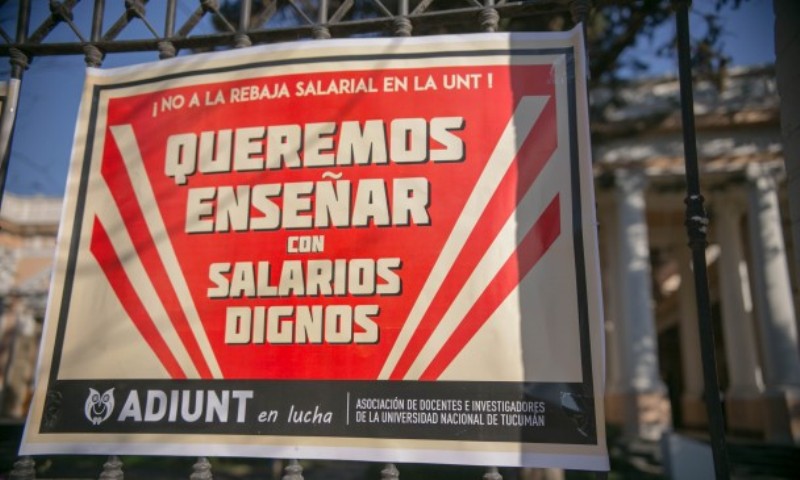 ¡ NO A LA REBAJA SALARIAL EN LA UNT !
QUEREMOS
ENSEÑAR
CON
SALARIOS
DIGNOS
ADIUNT en lucha
ASOCIACIÓN DE DOCENTES E INVESTIGADORES
DE LA UNIVERSIDAD NACIONAL DE TUCUMÁN